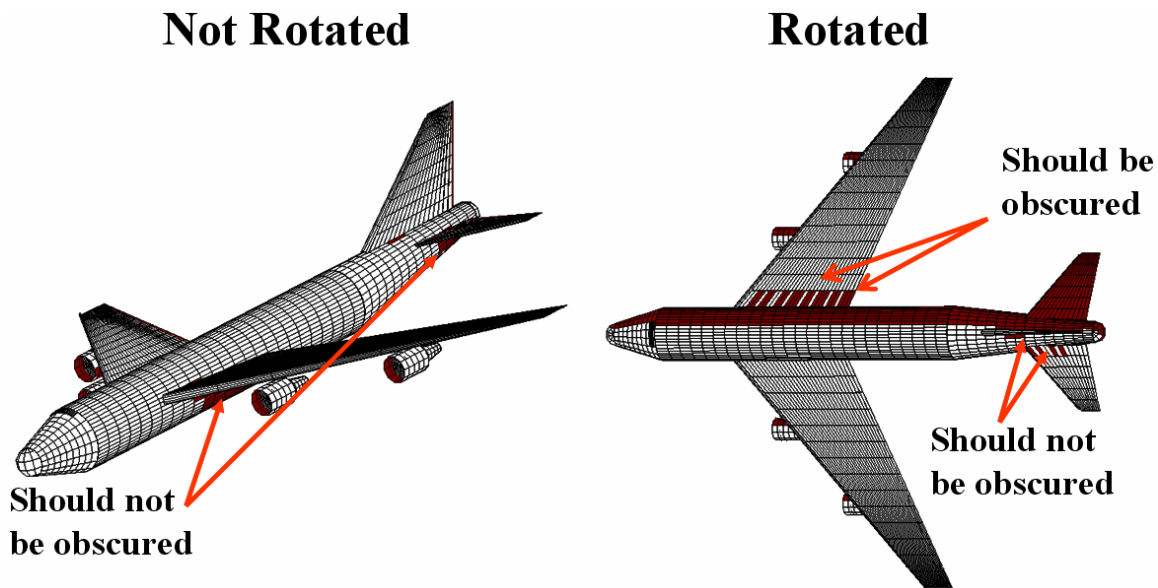 Not Rotated
Rotated
Should be
obscured
Should not
be obscured
Should not
be obscured